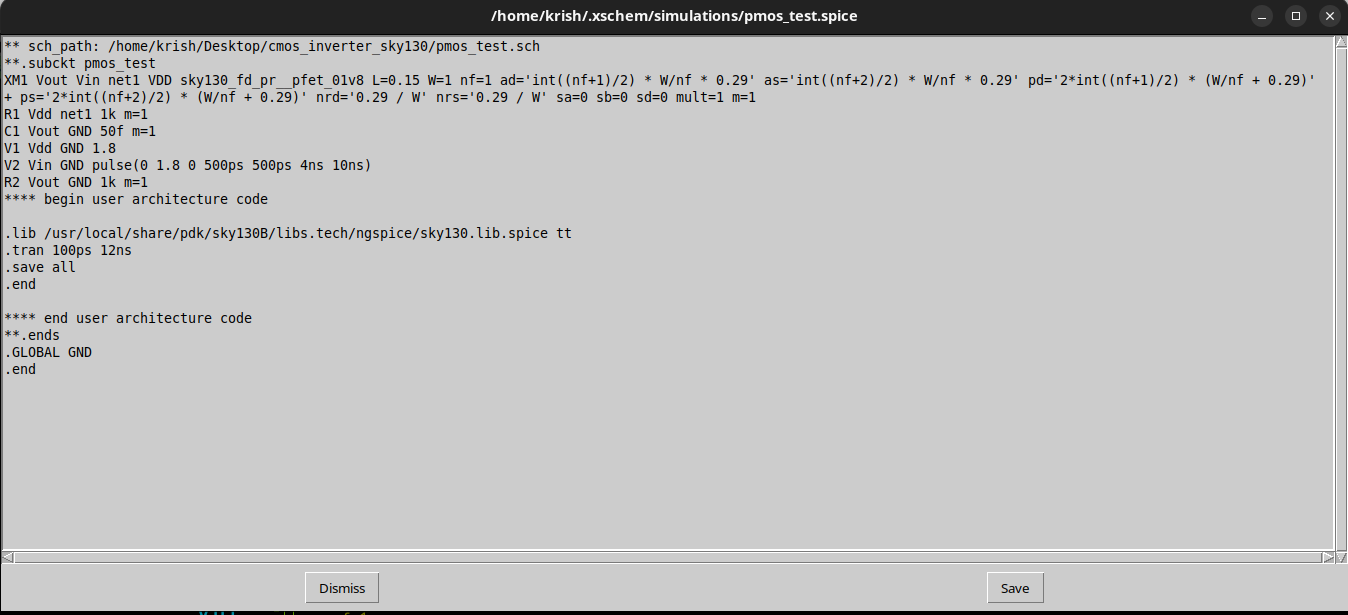 /home/krish/.xschem/simulations/pmos_test.spice
** sch_path: /home/krish/Desktop/cmos_inverter_sky130/pmos_test.sch
**.subckt pmos_test
XM1 Vout Vin net1 VDD sky130_fd_pr__pfet_01v8 L=0.15 W=1 nf=1 ad='int((nf+1)/2) * W/nf * 0.29' as='int((nf+2)/2) * W/nf * 0.29' pd='2*int((nf+1)/2) * (W/nf + 0.29)'
+ ps='2*int((nf+2)/2) * (W/nf + 0.29)' nrd='0.29 / W' nrs='0.29 / W' sa=0 sb=0 sd=0 mult=1 m=1
R1 Vdd net1 1k m=1
C1 Vout GND 50f m=1
V1 Vdd GND 1.8
V2 Vin GND pulse(0 1.8 0 500ps 500ps 4ns 10ns)
R2 Vout GND 1k m=1
**** begin user architecture code
.lib /usr/local/share/pdk/sky130B/libs.tech/ngspice/sky130.lib.spice tt
.tran 100ps 12ns
.save all
.end
**** end user architecture code
**.ends
.GLOBAL GND
.end
Dismiss
Save